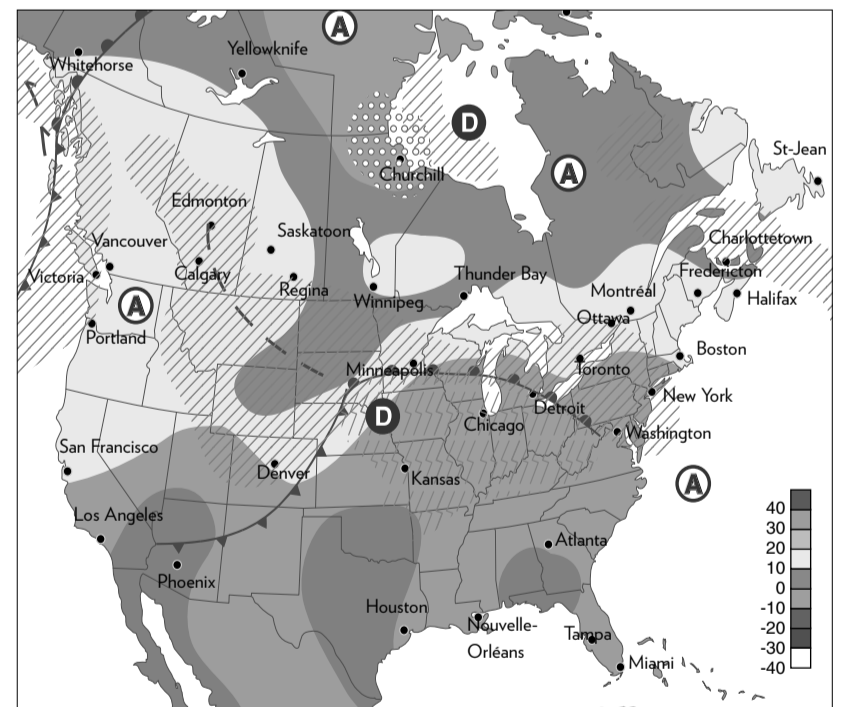 A
Yellowknife
Whitehorse
D
St-Jean
A
Churchill
Edmonton
Saskatoon
Vancouver
Charlottetown
Victoria
Calgary
Fredericton
Regina
Thunder Bay
Montréal
A
Winnipeg
Halifax
Ottawa
Portland
Boston
Toronto
Minneapolis
New York
D
Detroit
Chicago
Washington
San Francisco
Denver
Kansas
A
Los Angeles
40
30
Atlanta
20
10
Phoenix
0
Houston
-10
Nouvelle-
Orléans
Tampa
-20
-30
Miami
-40